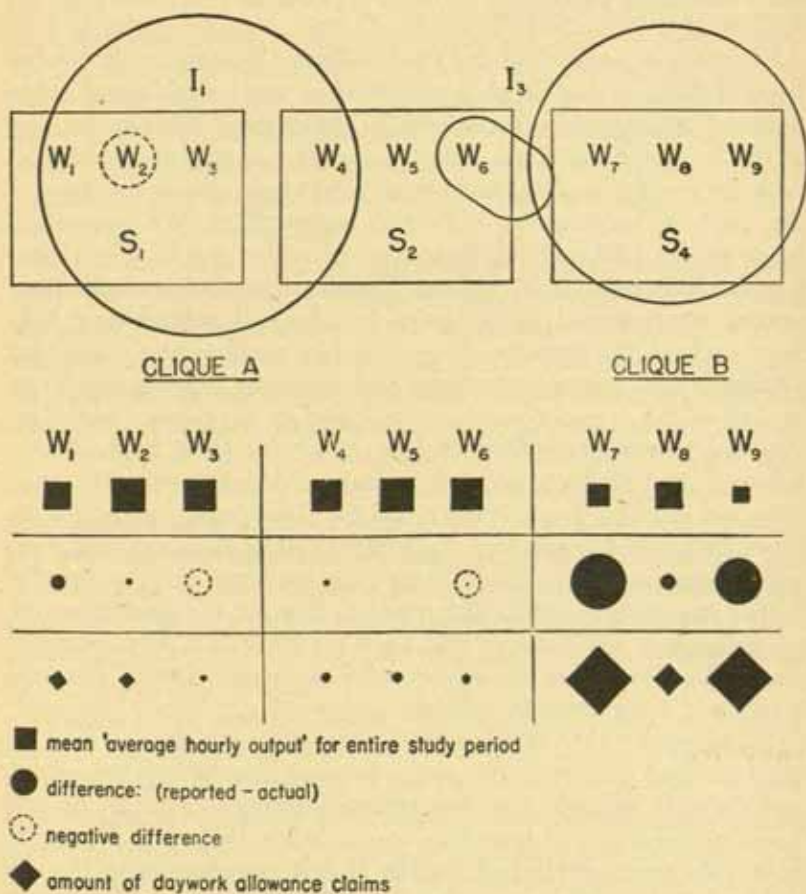 I₁ I₃
W₁ W₂ W₃ W₄ W₅ W₆ W₇ W₈ W₉
S₁ S₂ S₄
CLIQUE A CLIQUE B
W₁ W₂ W₃ W₄ W₅ W₆ W₇ W₈ W₉
mean 'average hourly output' for entire study period
difference: (reported – actual)
negative difference
amount of daywork allowance claims